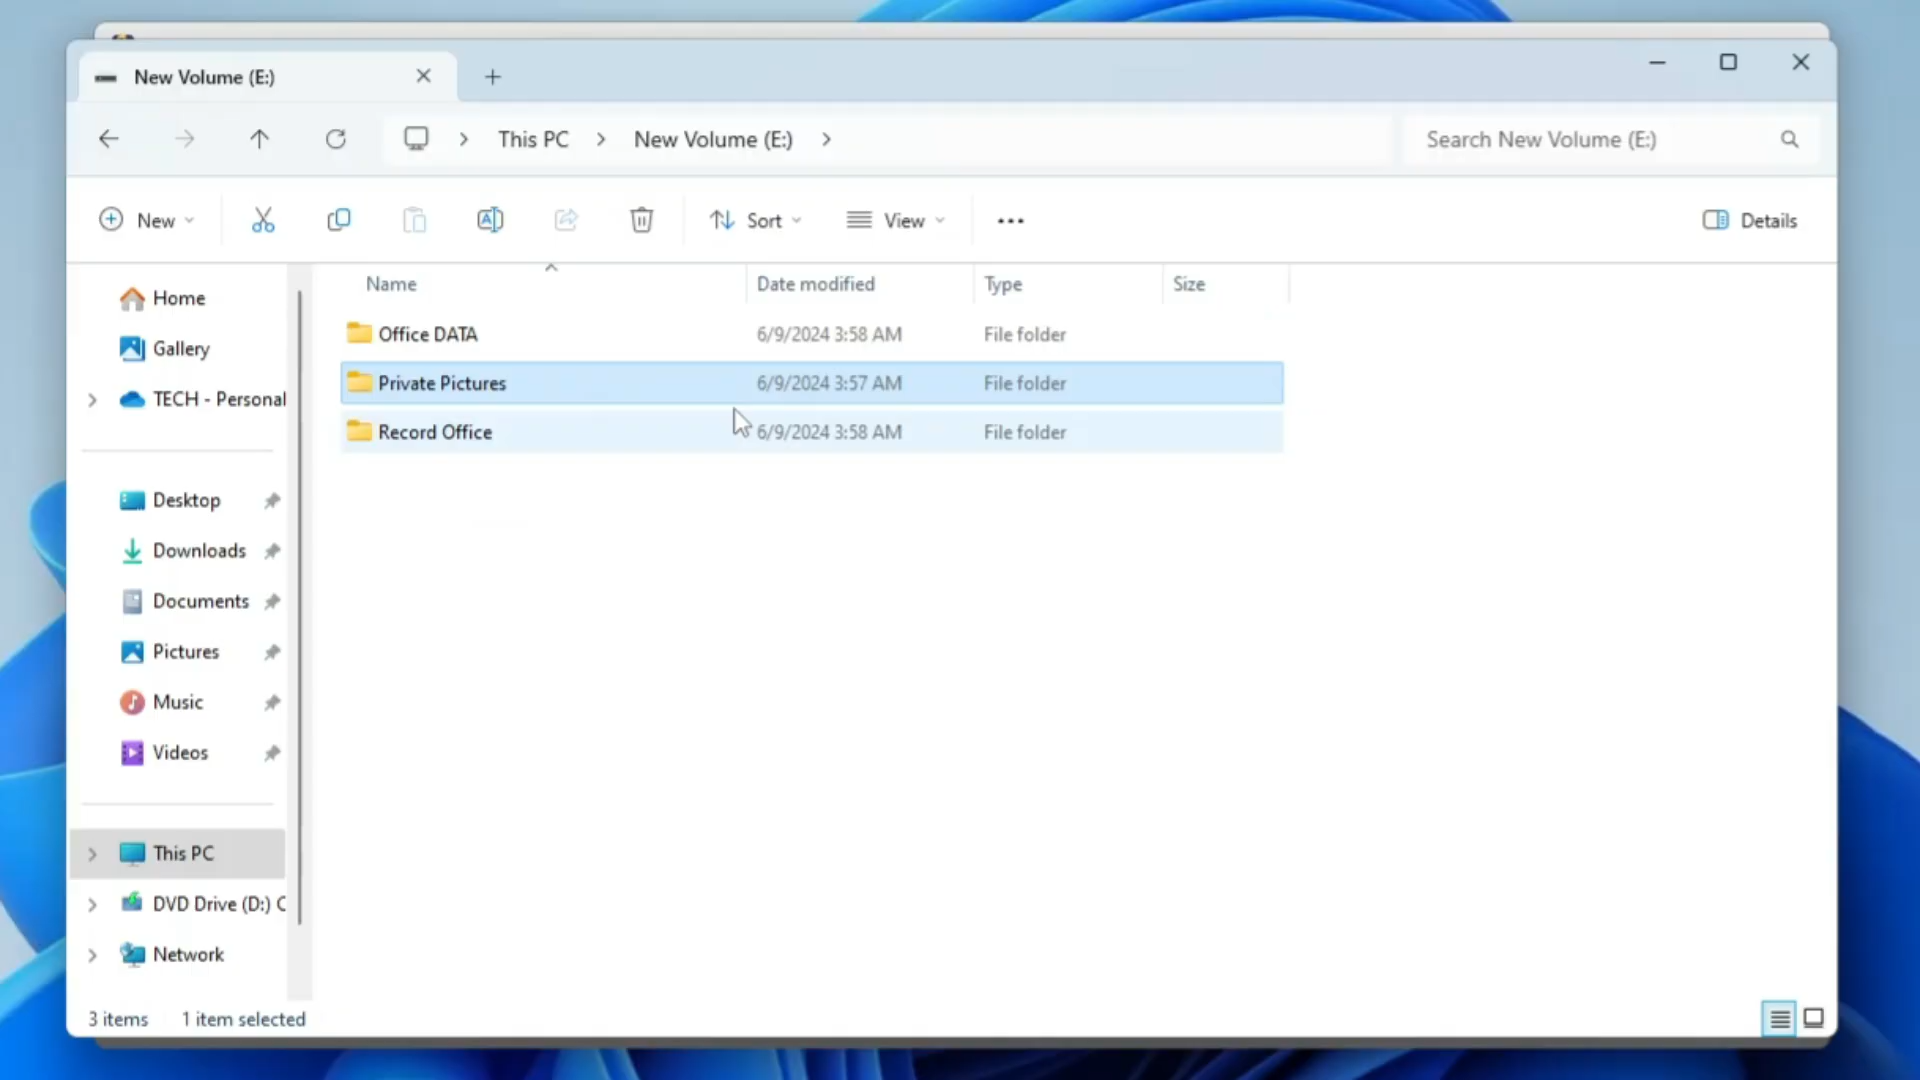 New Volume (E:)
This PC > New Volume (E:) >
Search New Volume (E:)
New
Sort
View
Details
Name Date modified Type Size
Home
Gallery
TECH - Personal
Desktop
Downloads
Documents
Pictures
Music
Videos
This PC
DVD Drive (D:) C
Network
Office DATA 6/9/2024 3:58 AM File folder
Private Pictures 6/9/2024 3:57 AM File folder
Record Office 6/9/2024 3:58 AM File folder
3 items 1 item selected